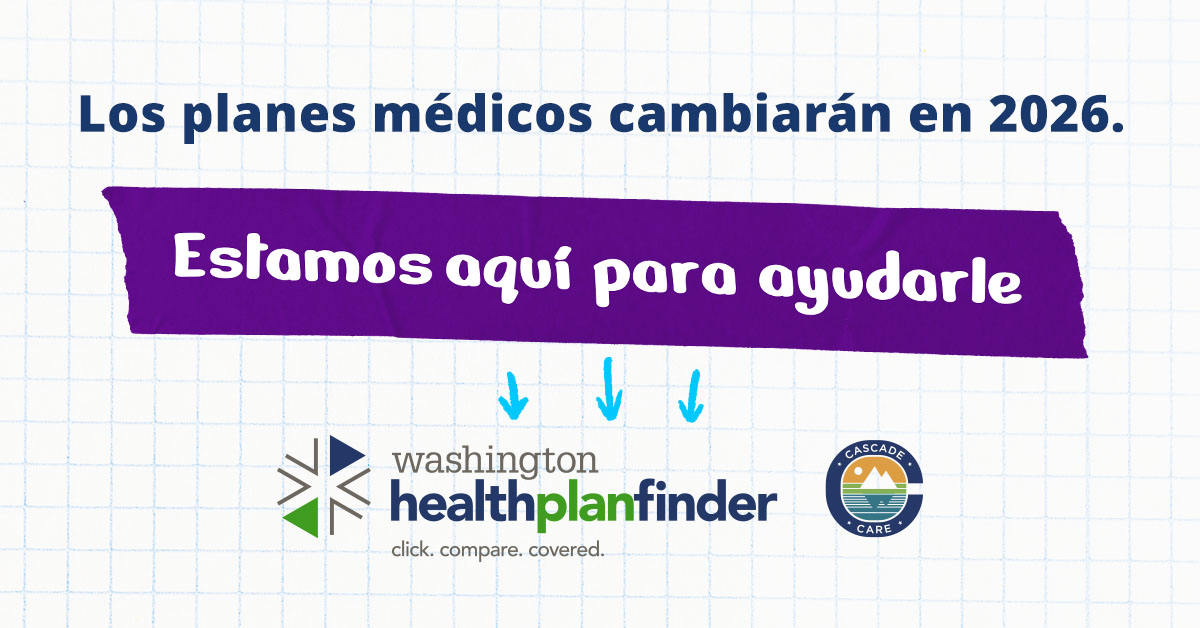 Los planes médicos cambiarán en 2026.
Estamos aquí para ayudarle
washington
healthplanfinder
click. compare. covered.
CASCADE
CARE